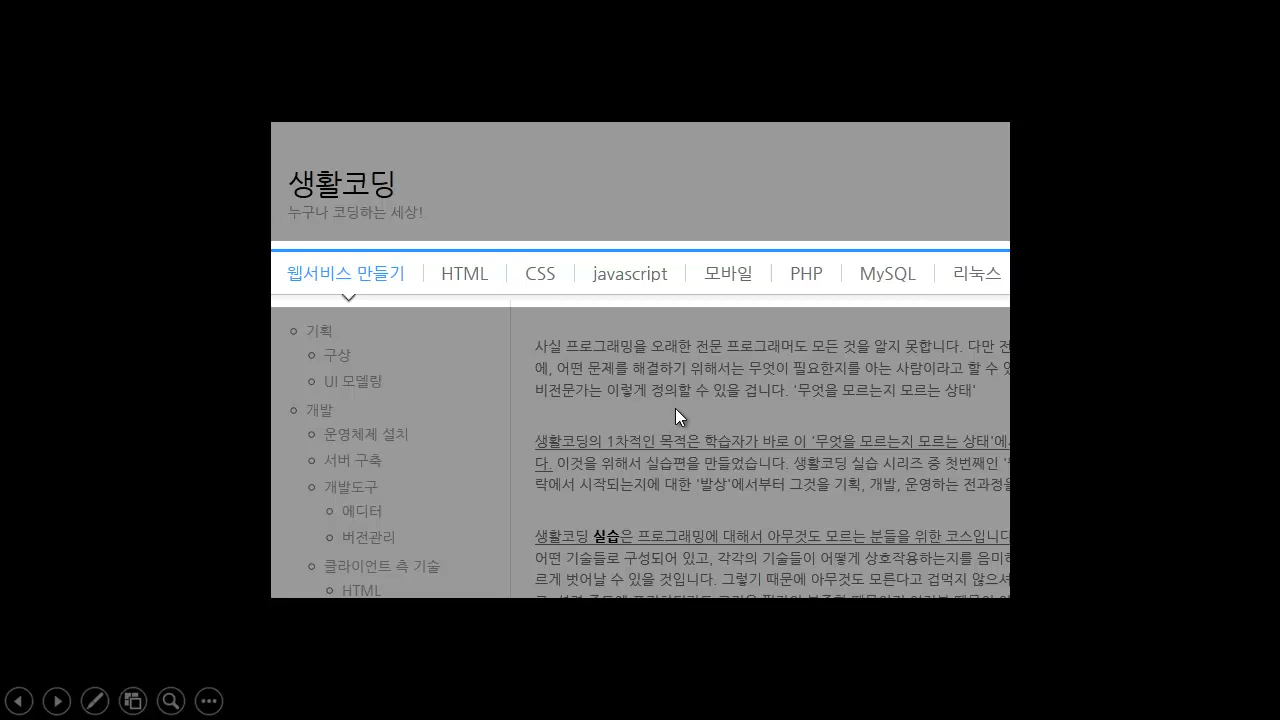 생활코딩
누구나 코딩하는 세상!
웹서비스 만들기 HTML CSS javascript 모바일 PHP MySQL 리눅스
기획
구상
UI 모델링
개발
운영체제 설치
서버 구축
개발도구
에디터
버전관리
클라이언트 측 기술
HTML
사실 프로그래밍을 오래한 전문 프로그래머도 모든 것을 알지 못합니다. 다만 전
에, 어떤 문제를 해결하기 위해서는 무엇이 필요한지를 아는 사람이라고 할 수 있
비전문가는 이렇게 정의할 수 있을 겁니다. '무엇을 모르는지 모르는 상태'
생활코딩의 1차적인 목적은 학습자가 바로 이 '무엇을 모르는지 모르는 상태'에서
다. 이것을 위해서 실습편을 만들었습니다. 생활코딩 실습 시리즈 중 첫번째인
락에서 시작되는지에 대한 '발상'에서부터 그것을 기획, 개발, 운영하는 전과정을
생활코딩 실습은 프로그래밍에 대해서 아무것도 모르는 분들을 위한 코스입니다
어떤 기술들로 구성되어 있고, 각각의 기술들이 어떻게 상호작용하는지를 음미하
르게 벗어날 수 있을 것입니다. 그렇기 때문에 아무것도 모른다고 겁먹지 않으셔